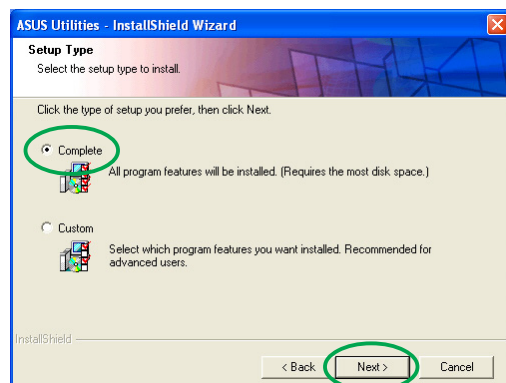 ASUS Utilities - InstallShield Wizard
Setup Type
Select the setup type to install.
Click the type of setup you prefer, then click Next.
Complete
All program features will be installed. (Requires the most disk space.)
Custom
Select which program features you want installed. Recommended for
advanced users.
InstallShield
< Back
Next >
Cancel